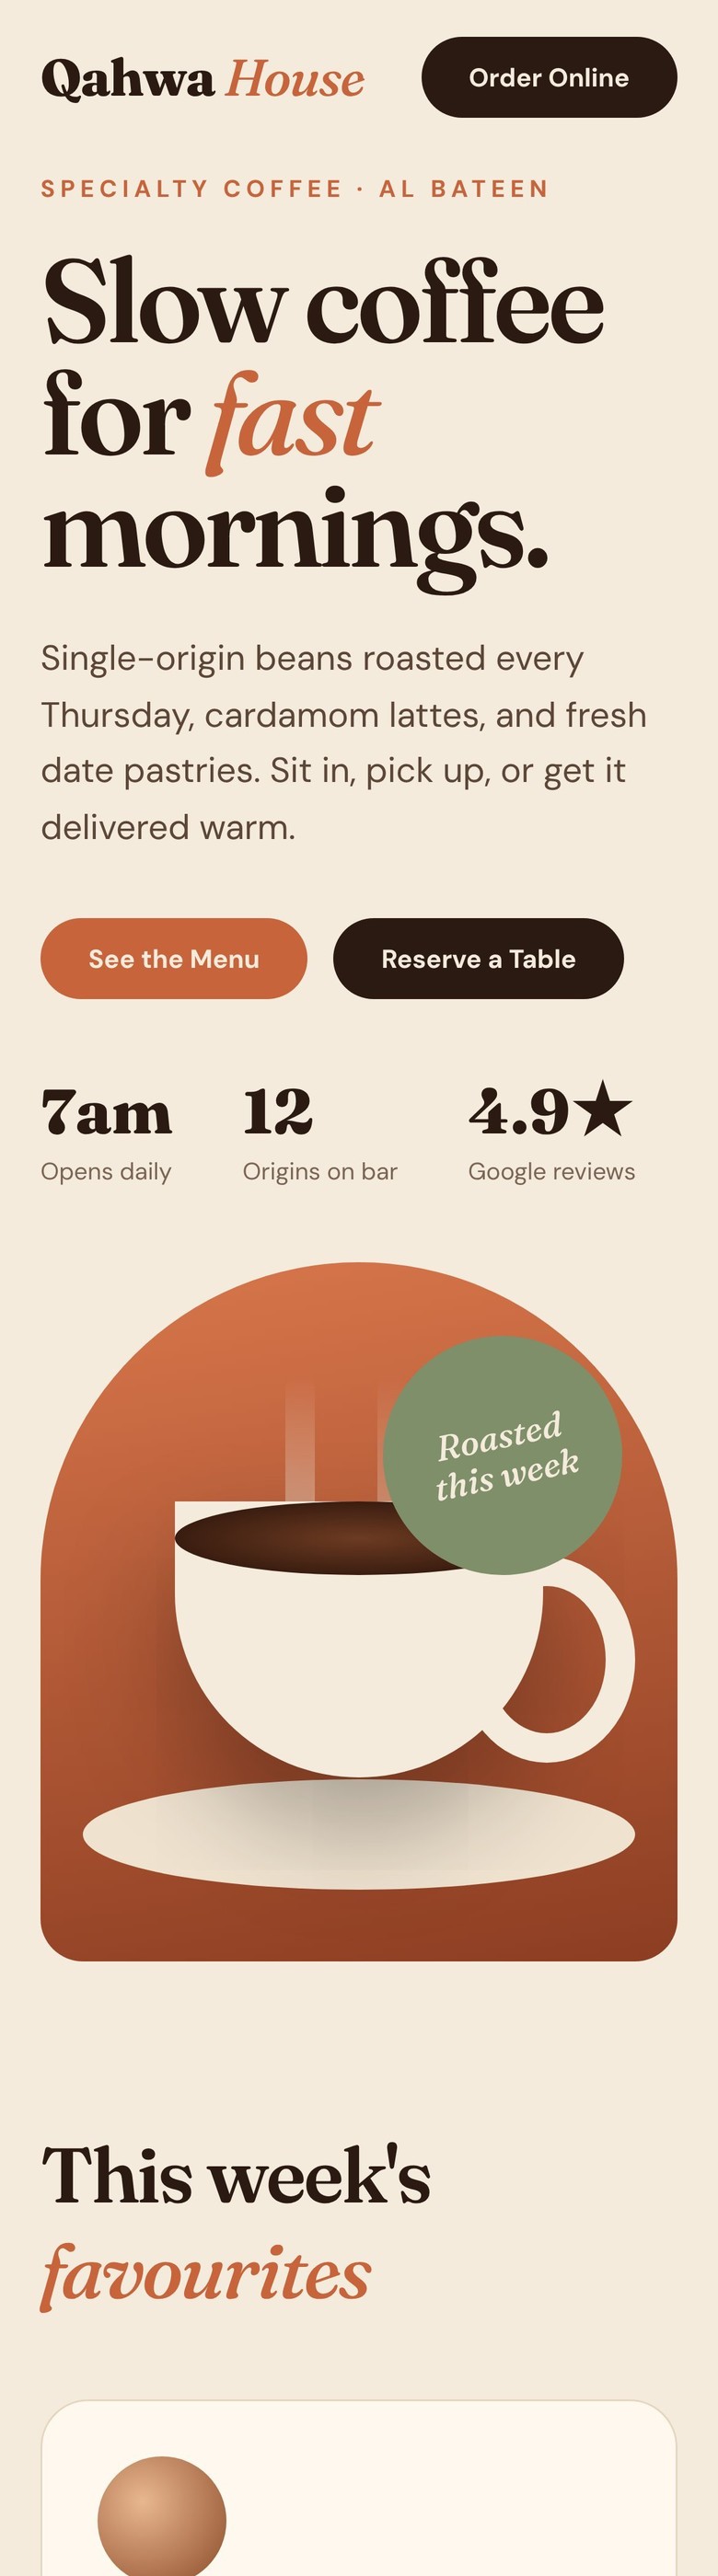 Qahwa House
Order Online
SPECIALTY COFFEE · AL BATEEN
Slow coffee
for fast
mornings.
Single-origin beans roasted every
Thursday, cardamom lattes, and fresh
date pastries. Sit in, pick up, or get it
delivered warm.
See the Menu
Reserve a Table
7am
Opens daily
12
Origins on bar
4.9★
Google reviews
Roasted
this week
This week's
favourites